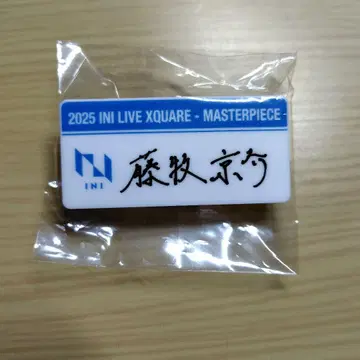 2025 INI LIVE XQUARE - MASTERPIECE -
INI
藤牧京介